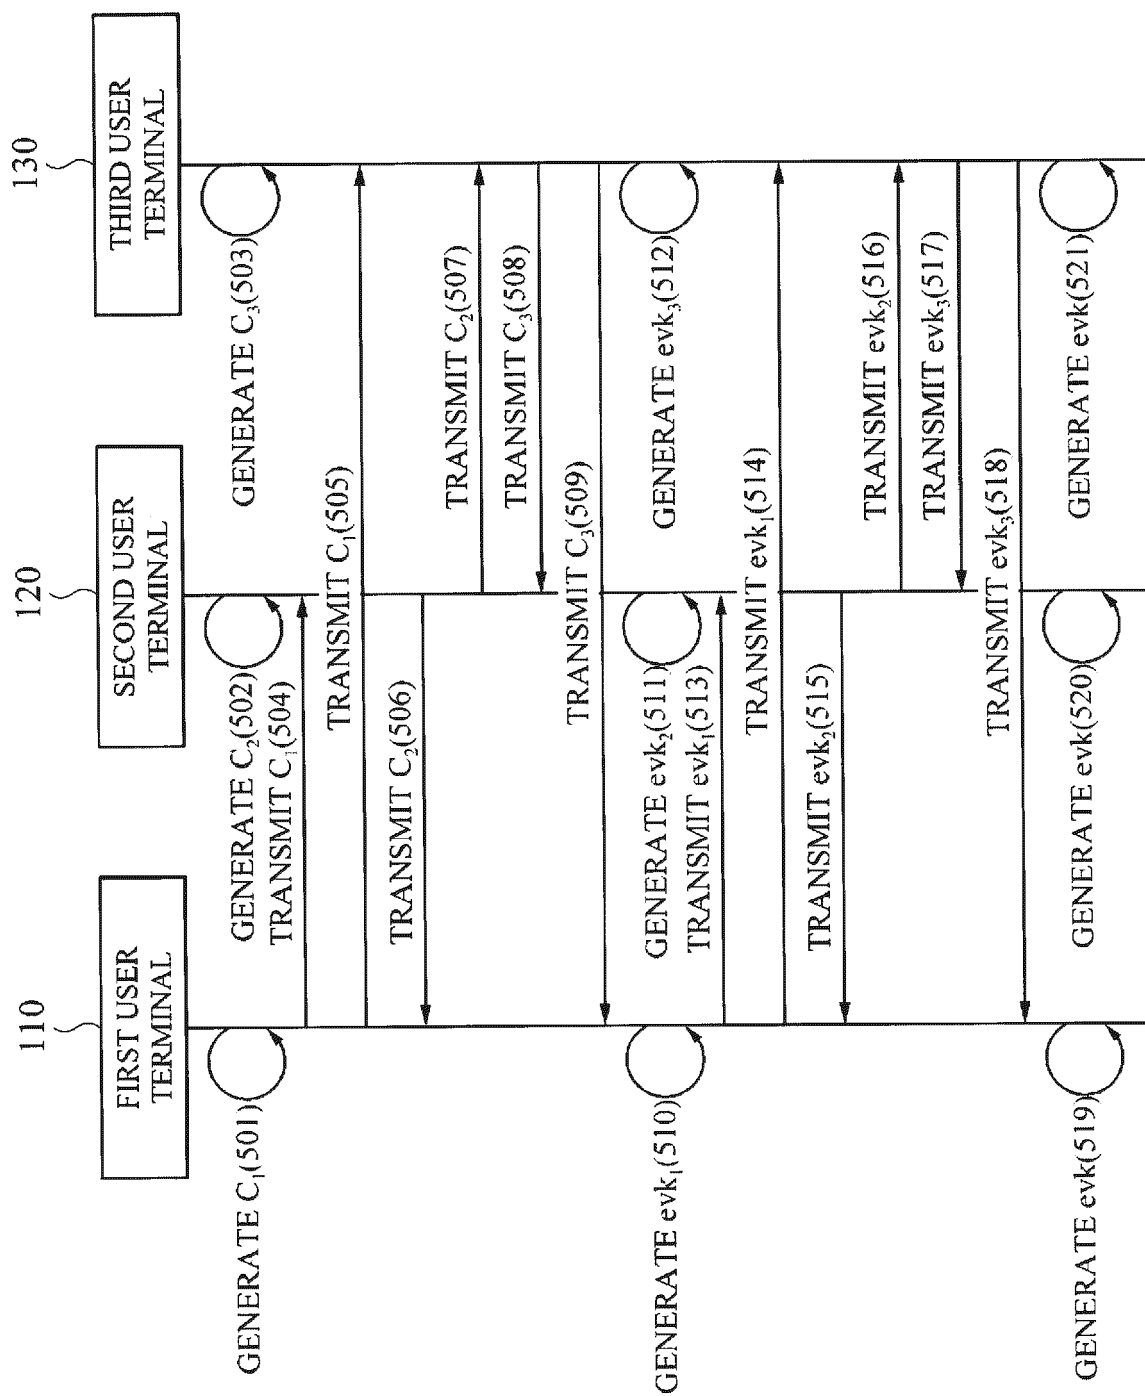 110
FIRST USER
TERMINAL
120
SECOND USER
TERMINAL
130
THIRD USER
TERMINAL
GENERATE C₁(501)
GENERATE C₂(502)
GENERATE C₃(503)
TRANSMIT C₁(504)
TRANSMIT C₁(505)
TRANSMIT C₂(506)
TRANSMIT C₂(507)
TRANSMIT C₃(508)
TRANSMIT C₃(509)
GENERATE evk₁(510)
GENERATE evk₂(511)
GENERATE evk₃(512)
TRANSMIT evk₁(513)
TRANSMIT evk₁(514)
TRANSMIT evk₂(515)
TRANSMIT evk₂(516)
TRANSMIT evk₃(517)
TRANSMIT evk₃(518)
GENERATE evk(519)
GENERATE evk(520)
GENERATE evk(521)